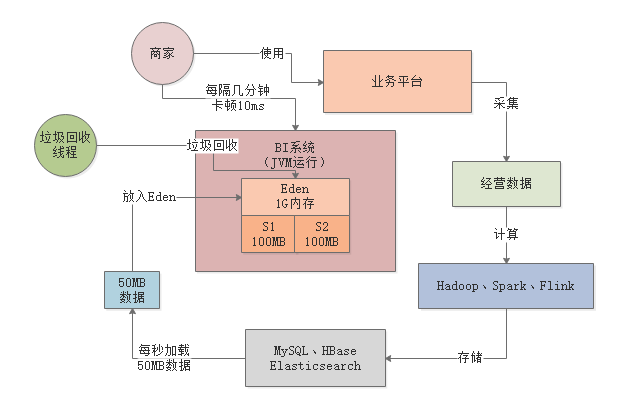 商家
使用
业务平台
每隔几分钟
卡顿10ms
采集
垃圾回收
线程
垃圾回收
BI系统
（JVM运行）
Eden
1G内存
放入Eden
经营数据
S1
100MB
S2
100MB
计算
50MB
数据
Hadoop、Spark、Flink
每秒加载
50MB数据
MySQL、HBase
Elasticsearch
存储